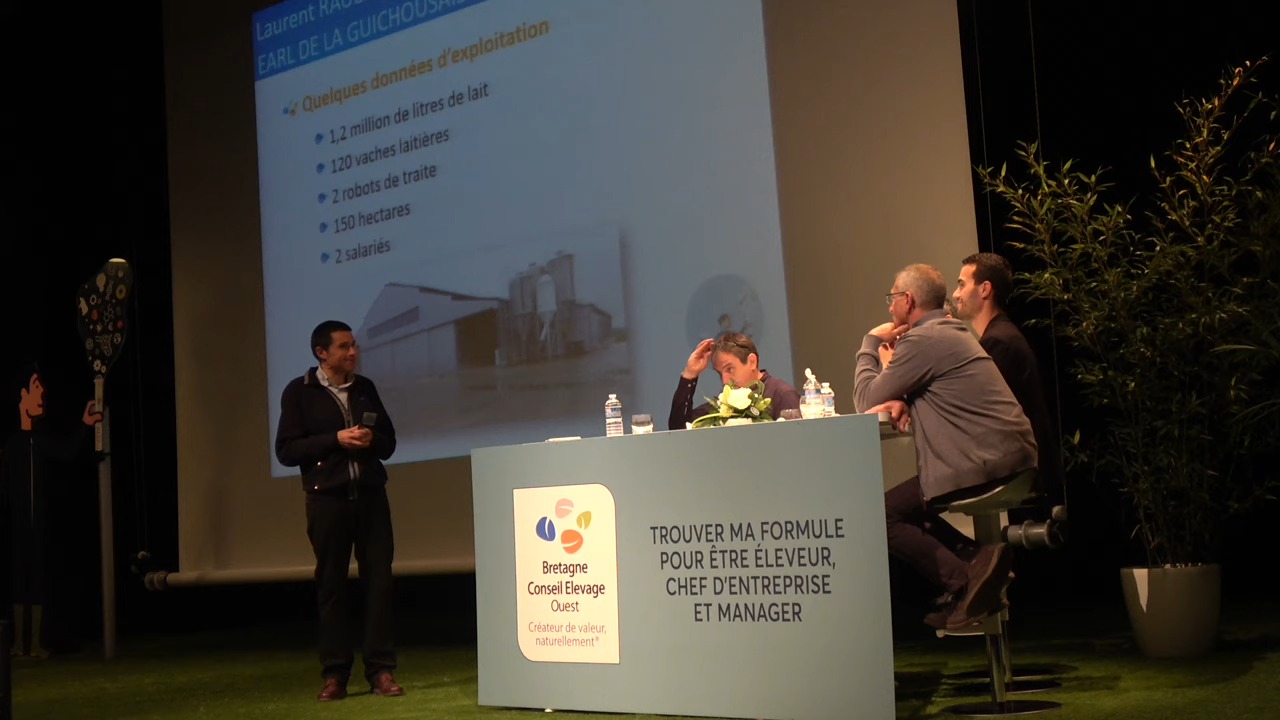 Laurent
EARL DE LA
Quelques données d'exploitation
1,2 million de litres de lait
120 vaches laitières
2 robots de traite
150 hectares
2 salariés
Bretagne
Conseil Elevage
Ouest
Créateur de valeur,
naturellement®
TROUVER MA FORMULE
POUR ÊTRE ÉLEVEUR,
CHEF D'ENTREPRISE
ET MANAGER